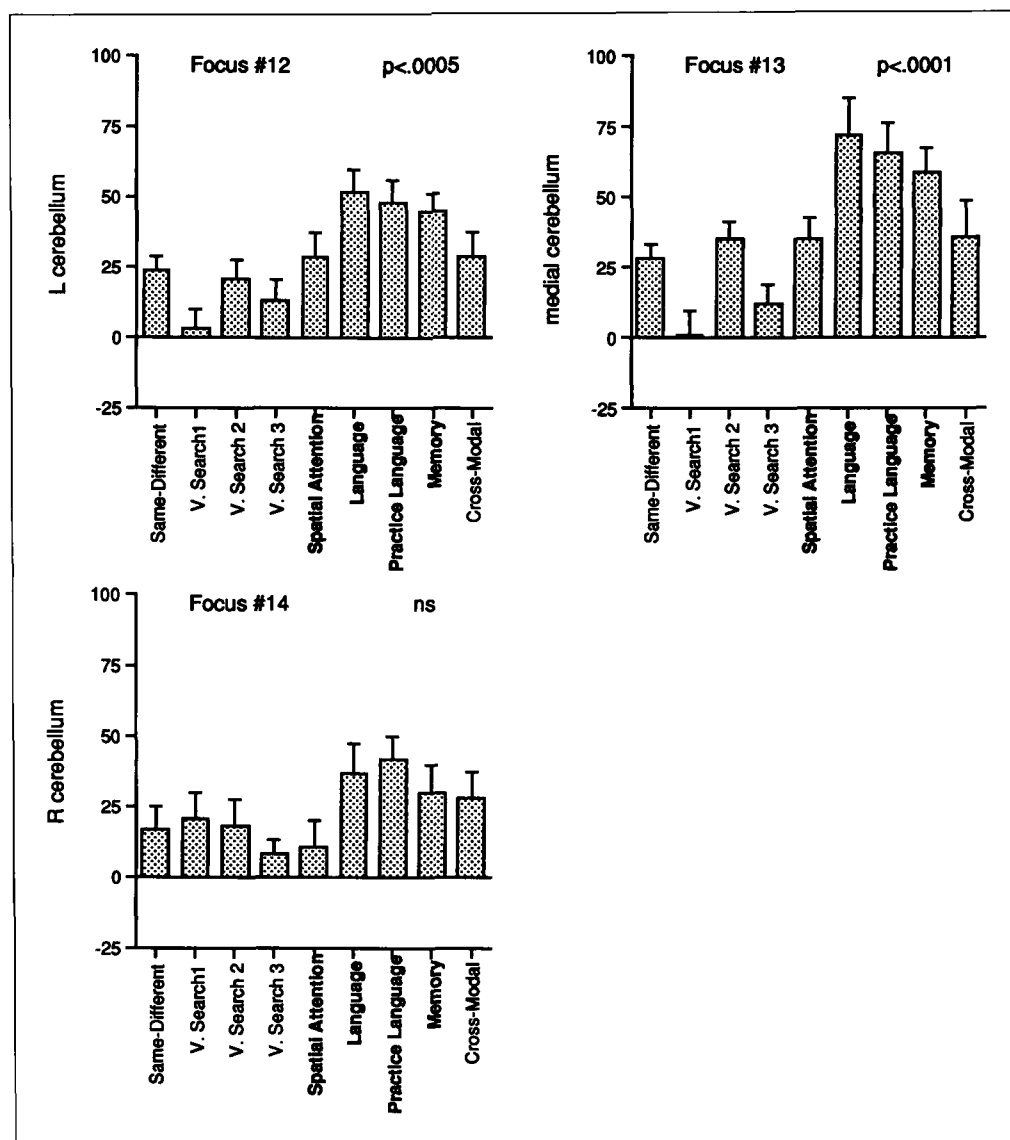 Focus #12 p<.0005
L cerebellum
100
75
50
25
0
-25
Same-Different
V. Search1
V. Search 2
V. Search 3
Spatial Attention
Language
Practice Language
Memory
Cross-Modal
Focus #13 p<.0001
medial cerebellum
100
75
50
25
0
-25
Same-Different
V. Search1
V. Search 2
V. Search 3
Spatial Attention
Language
Practice Language
Memory
Cross-Modal
Focus #14 ns
R cerebellum
100
75
50
25
0
-25
Same-Different
V. Search1
V. Search 2
V. Search 3
Spatial Attention
Language
Practice Language
Memory
Cross-Modal